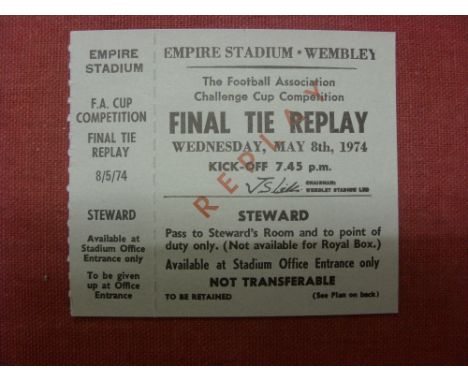 EMPIRE
STADIUM
F.A. CUP
COMPETITION
FINAL TIE
REPLAY
8/5/74
STEWARD
Available at
Stadium Office
Entrance only
To be given
up at Office
Entrance
EMPIRE STADIUM • WEMBLEY
The Football Association
Challenge Cup Competition
FINAL TIE REPLAY
WEDNESDAY, MAY 8th, 1974
KICK-OFF 7.45 p.m.
CHAIRMAN:
WEMBLEY STADIUM LTD
REPLAY
STEWARD
Pass to Steward's Room and to point of
duty only. (Not available for Royal Box.)
Available at Stadium Office Entrance only
NOT TRANSFERABLE
TO BE RETAINED (See Plan on back)